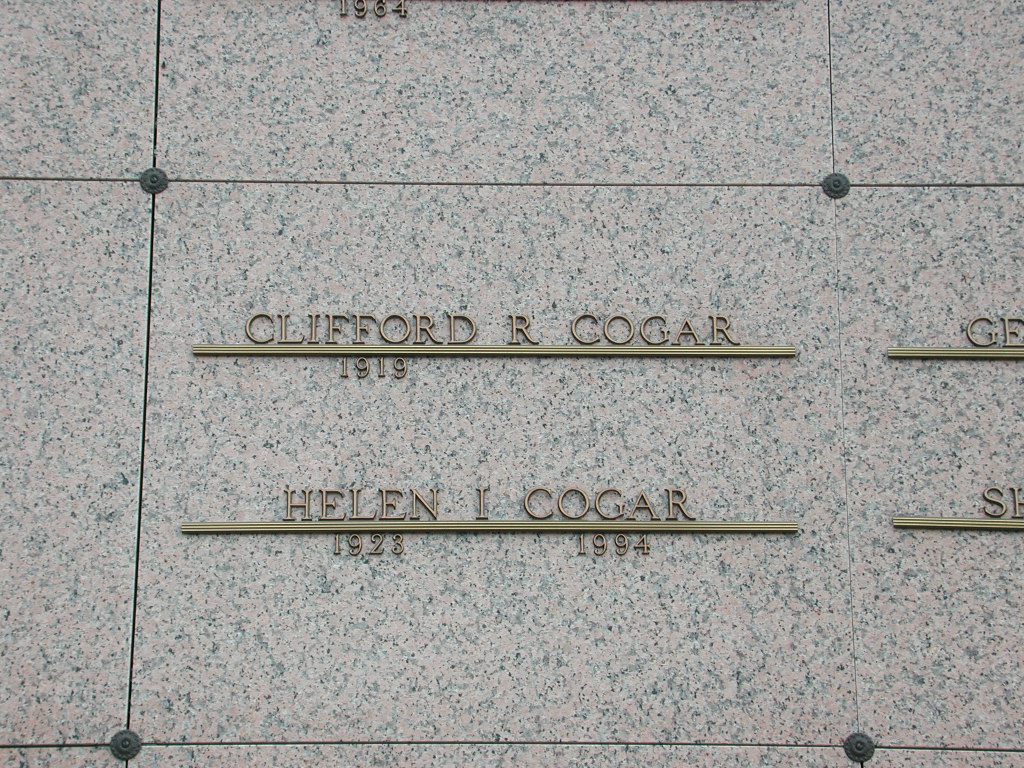 1964
CLIFFORD R COGAR
1919
HELEN I COGAR
1923 1994